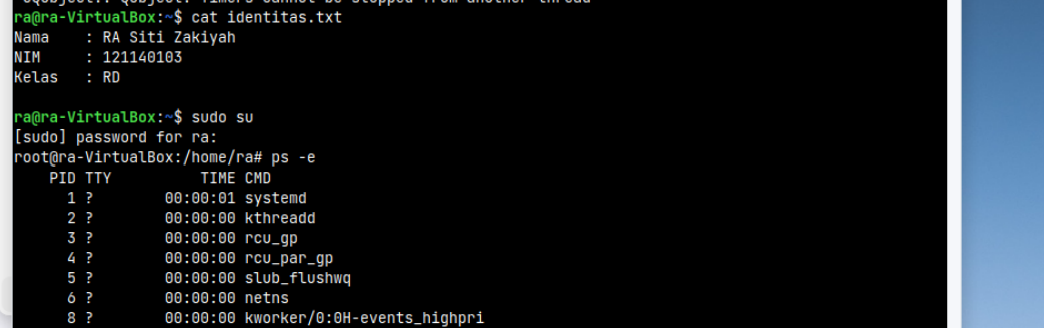 ra@ra-VirtualBox:~$ cat identitas.txt
Nama    : RA Siti Zakiyah
NIM     : 121140103
Kelas   : RD
ra@ra-VirtualBox:~$ sudo su
[sudo] password for ra:
root@ra-VirtualBox:/home/ra# ps -e
    PID TTY          TIME CMD
      1 ?        00:00:01 systemd
      2 ?        00:00:00 kthreadd
      3 ?        00:00:00 rcu_gp
      4 ?        00:00:00 rcu_par_gp
      5 ?        00:00:00 slub_flushwq
      6 ?        00:00:00 netns
      8 ?        00:00:00 kworker/0:0H-events_highpri